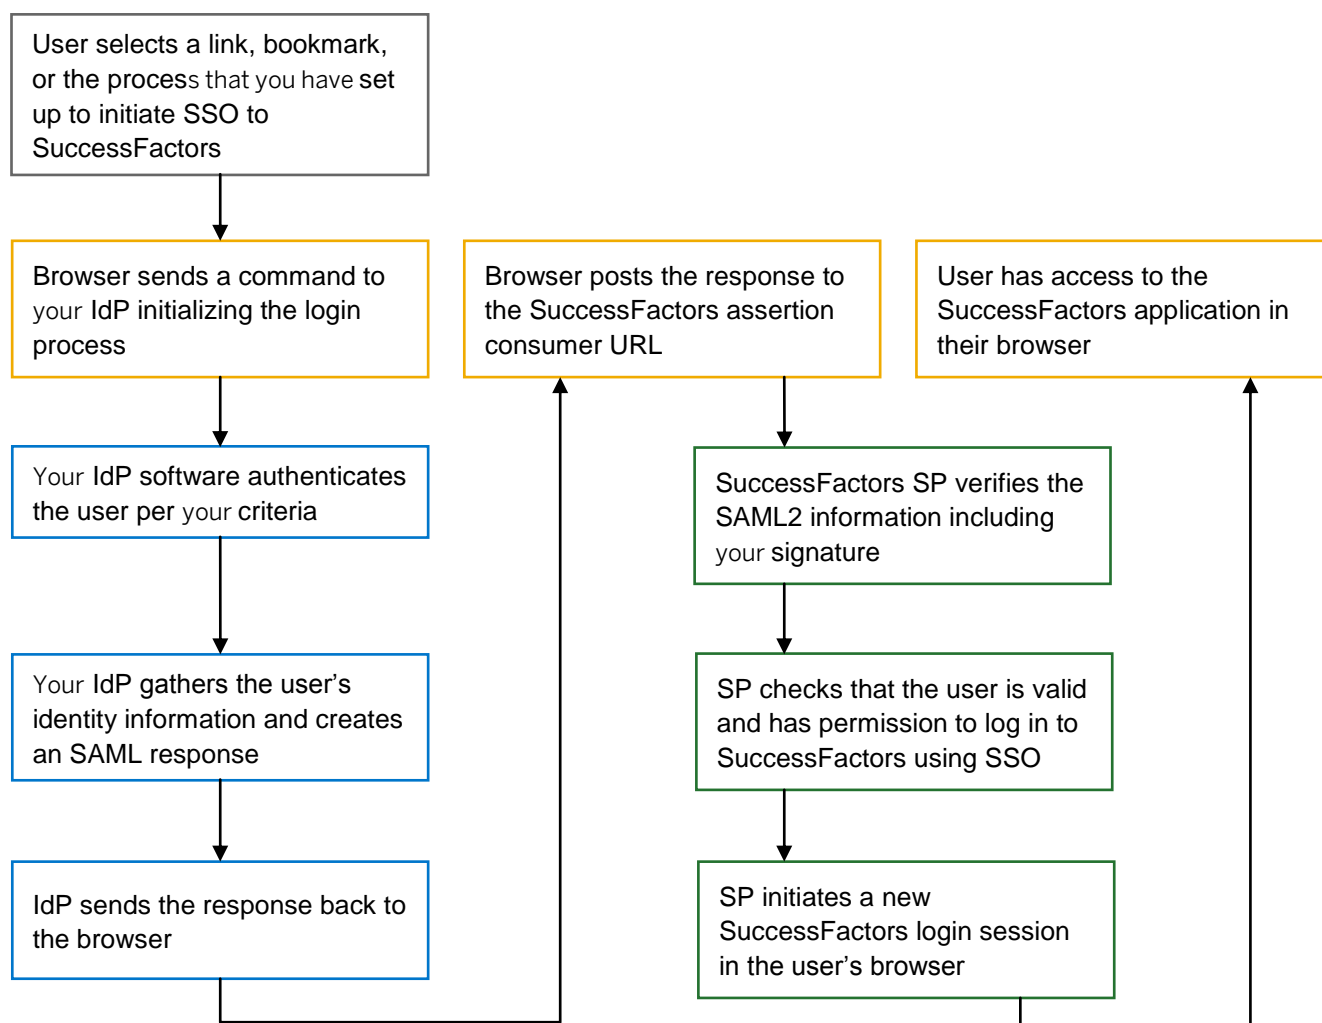 User selects a link, bookmark,
or the process that you have set
up to initiate SSO to
SuccessFactors
Browser sends a command to
your IdP initializing the login
process
Your IdP software authenticates
the user per your criteria
Your IdP gathers the user’s
identity information and creates
an SAML response
IdP sends the response back to
the browser
Browser posts the response to
the SuccessFactors assertion
consumer URL
SuccessFactors SP verifies the
SAML2 information including
your signature
SP checks that the user is valid
and has permission to log in to
SuccessFactors using SSO
SP initiates a new
SuccessFactors login session
in the user’s browser
User has access to the
SuccessFactors application in
their browser